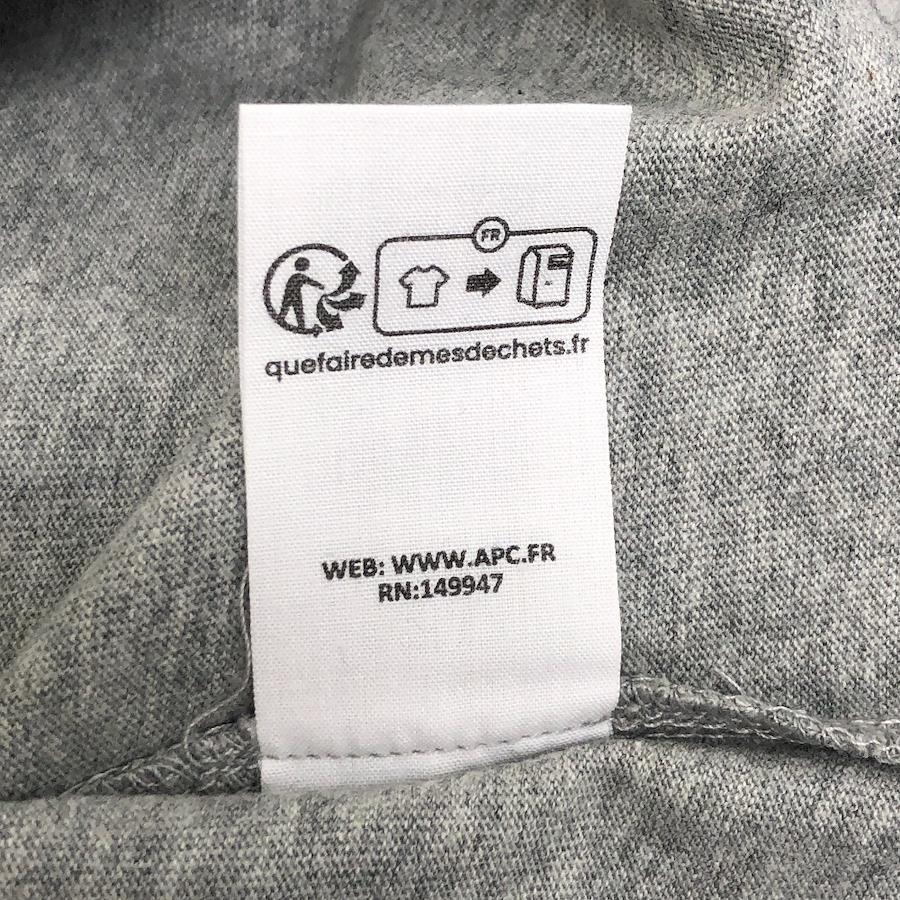 FR
quefairedemesdechets.fr
WEB: WWW.APC.FR
RN:149947